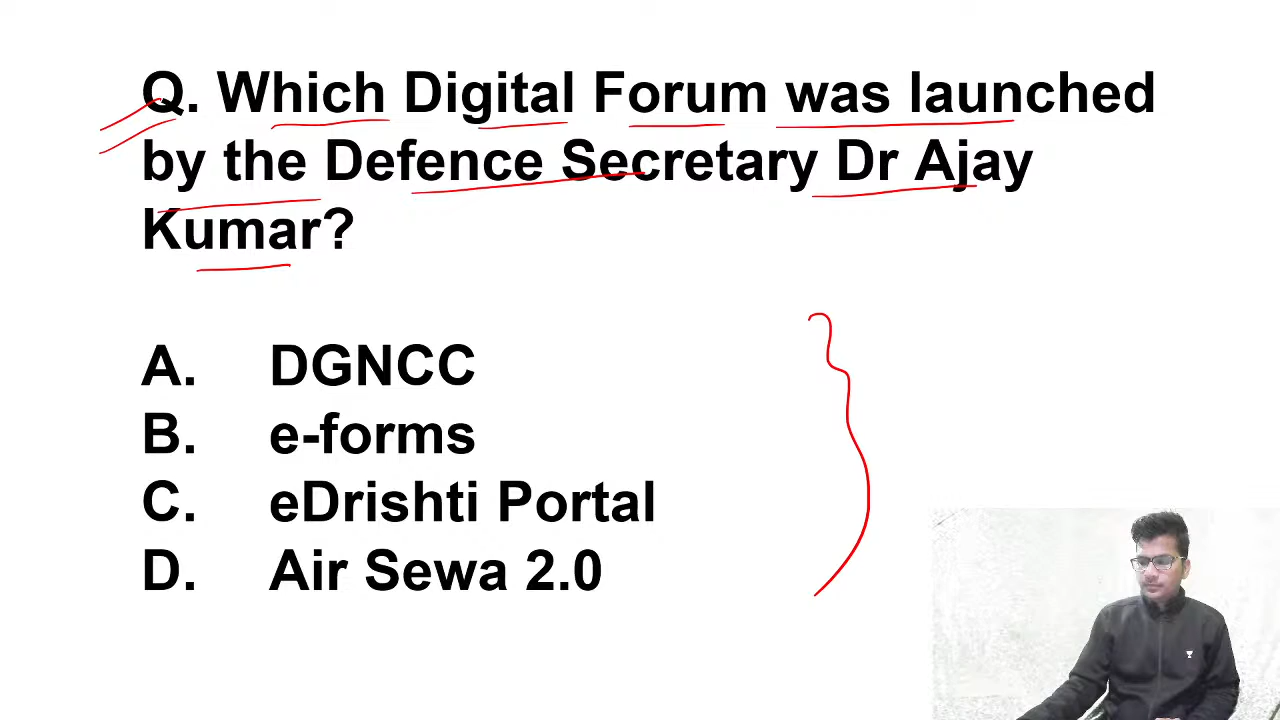 Q. Which Digital Forum was launched
by the Defence Secretary Dr Ajay
Kumar?
A. DGNCC
B. e-forms
C. eDrishti Portal
D. Air Sewa 2.0